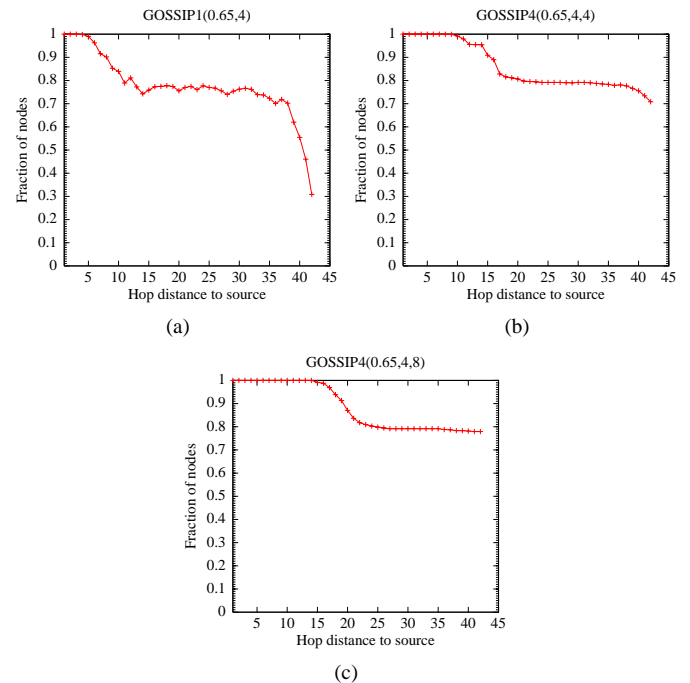 GOSSIP1(0.65,4)
1
0.9
0.8
0.7
0.6
0.5
0.4
0.3
0.2
0.1
0
Fraction of nodes
5 10 15 20 25 30 35 40 45
Hop distance to source
(a)
GOSSIP4(0.65,4,4)
1
0.9
0.8
0.7
0.6
0.5
0.4
0.3
0.2
0.1
0
Fraction of nodes
5 10 15 20 25 30 35 40 45
Hop distance to source
(b)
GOSSIP4(0.65,4,8)
1
0.9
0.8
0.7
0.6
0.5
0.4
0.3
0.2
0.1
0
Fraction of nodes
5 10 15 20 25 30 35 40 45
Hop distance to source
(c)